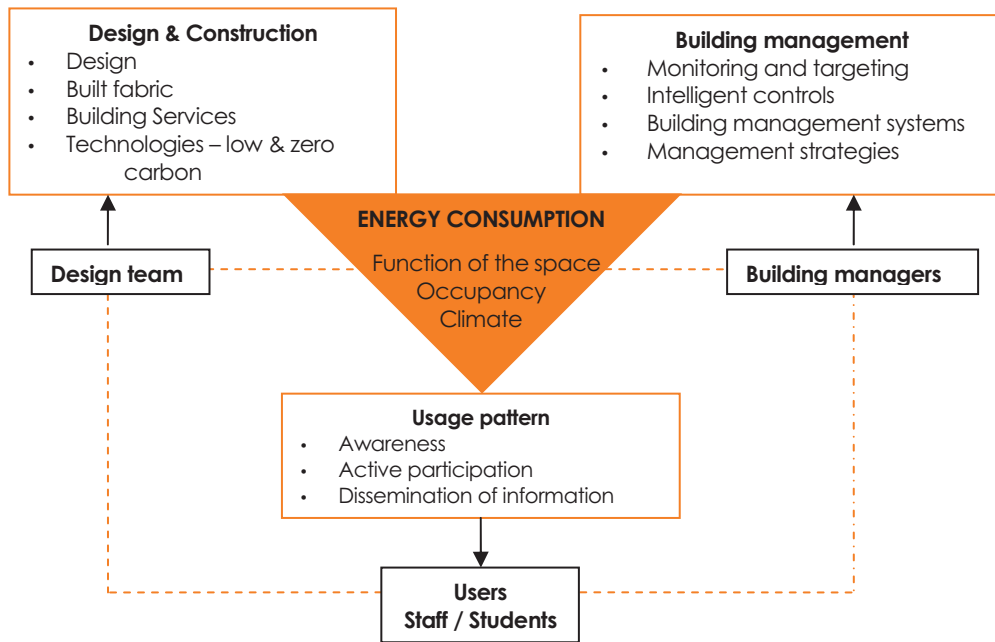 Design & Construction
• Design
• Built fabric
• Building Services
• Technologies – low & zero
carbon
Building management
• Monitoring and targeting
• Intelligent controls
• Building management systems
• Management strategies
ENERGY CONSUMPTION
Function of the space
Occupancy
Climate
Design team
Building managers
Usage pattern
• Awareness
• Active participation
• Dissemination of information
Users
Staff / Students